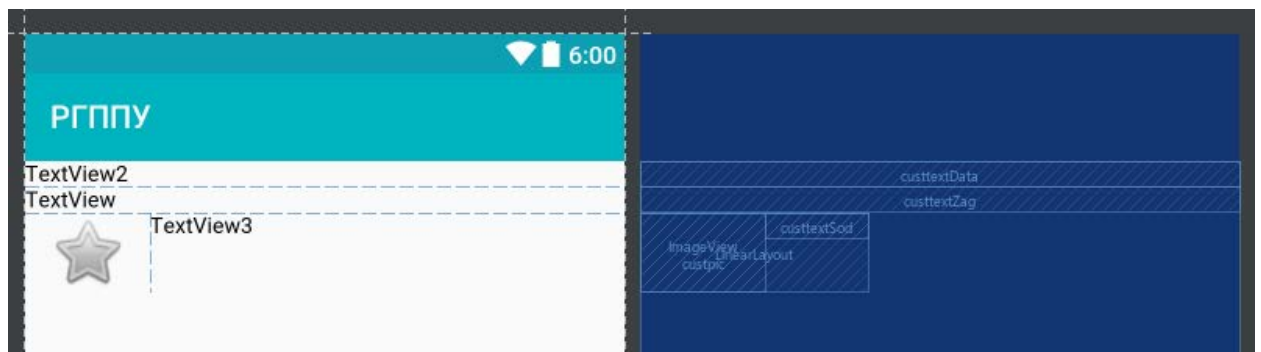 6:00
РГППУ
TextView2
TextView
TextView3
custtextData
custtextZag
custtextSod
ImageView
LinearLayout
custpic